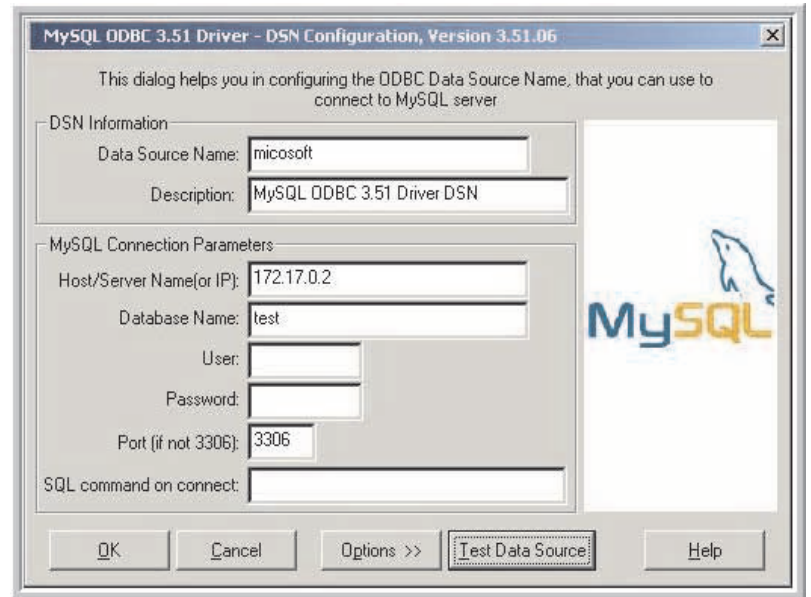 MySQL ODBC 3.51 Driver - DSN Configuration, Version 3.51.06
This dialog helps you in configuring the ODBC Data Source Name, that you can use to
connect to MySQL server
DSN Information
Data Source Name: micosoft
Description: MySQL ODBC 3.51 Driver DSN
MySQL Connection Parameters
Host/Server Name(or IP): 172.17.0.2
Database Name: test
User:
Password:
Port (if not 3306): 3306
SQL command on connect:
MySQL
OK Cancel Options >> Test Data Source Help